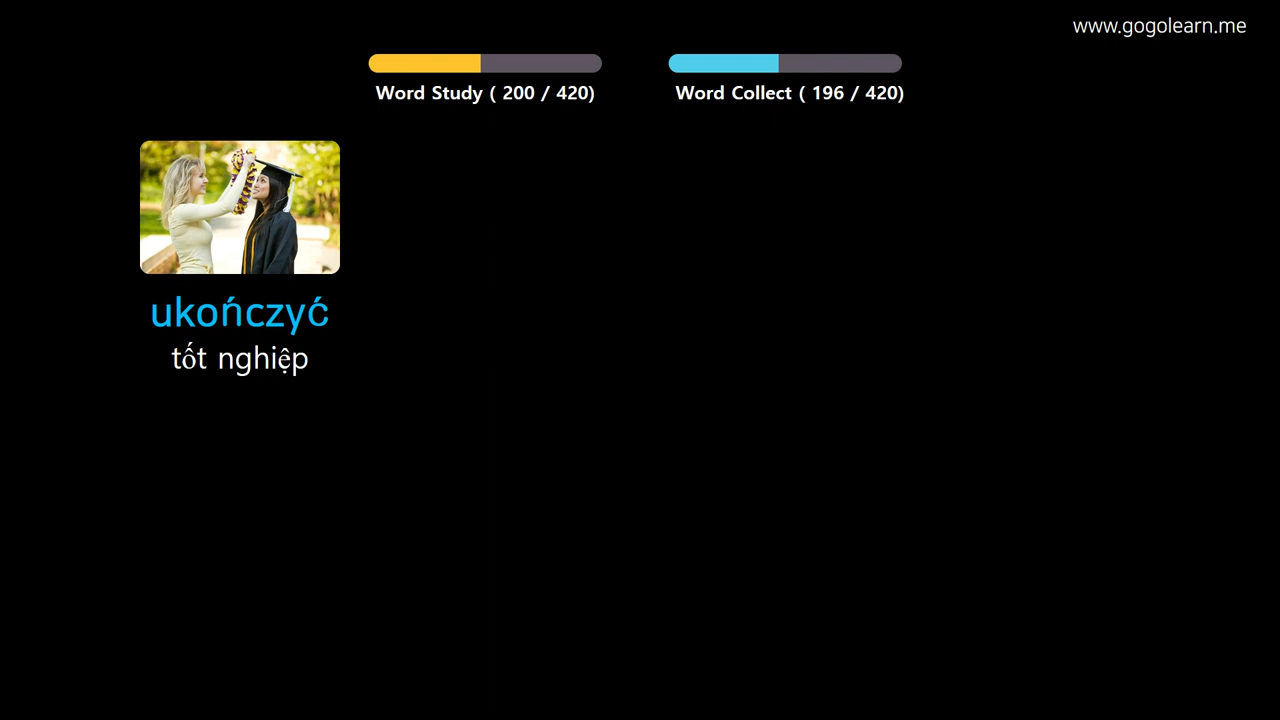 www.gogolearn.me
Word Study ( 200 / 420)
Word Collect ( 196 / 420)
ukończyć
tốt nghiệp